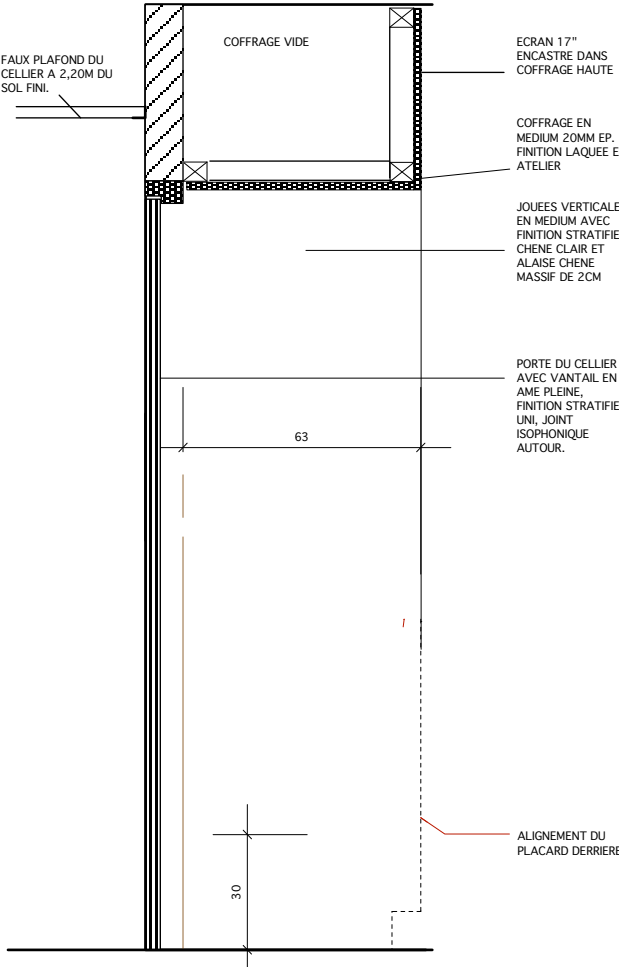 COFFRAGE VIDE
FAUX PLAFOND DU
CELLIER A 2,20M DU
SOL FINI.
ECRAN 17"
ENCASTRE DANS
COFFRAGE HAUTE
COFFRAGE EN
MEDIUM 20MM EP.
FINITION LAQUEE E
ATELIER
JOUEES VERTICALE
EN MEDIUM AVEC
FINITION STRATIFIE
CHENE CLAIR ET
ALAISE CHENE
MASSIF DE 2CM
PORTE DU CELLIER
AVEC VANTAIL EN
AME PLEINE,
FINITION STRATIFIE
UNI, JOINT
ISOPHONIQUE
AUTOUR.
63
30
ALIGNEMENT DU
PLACARD DERRIERE